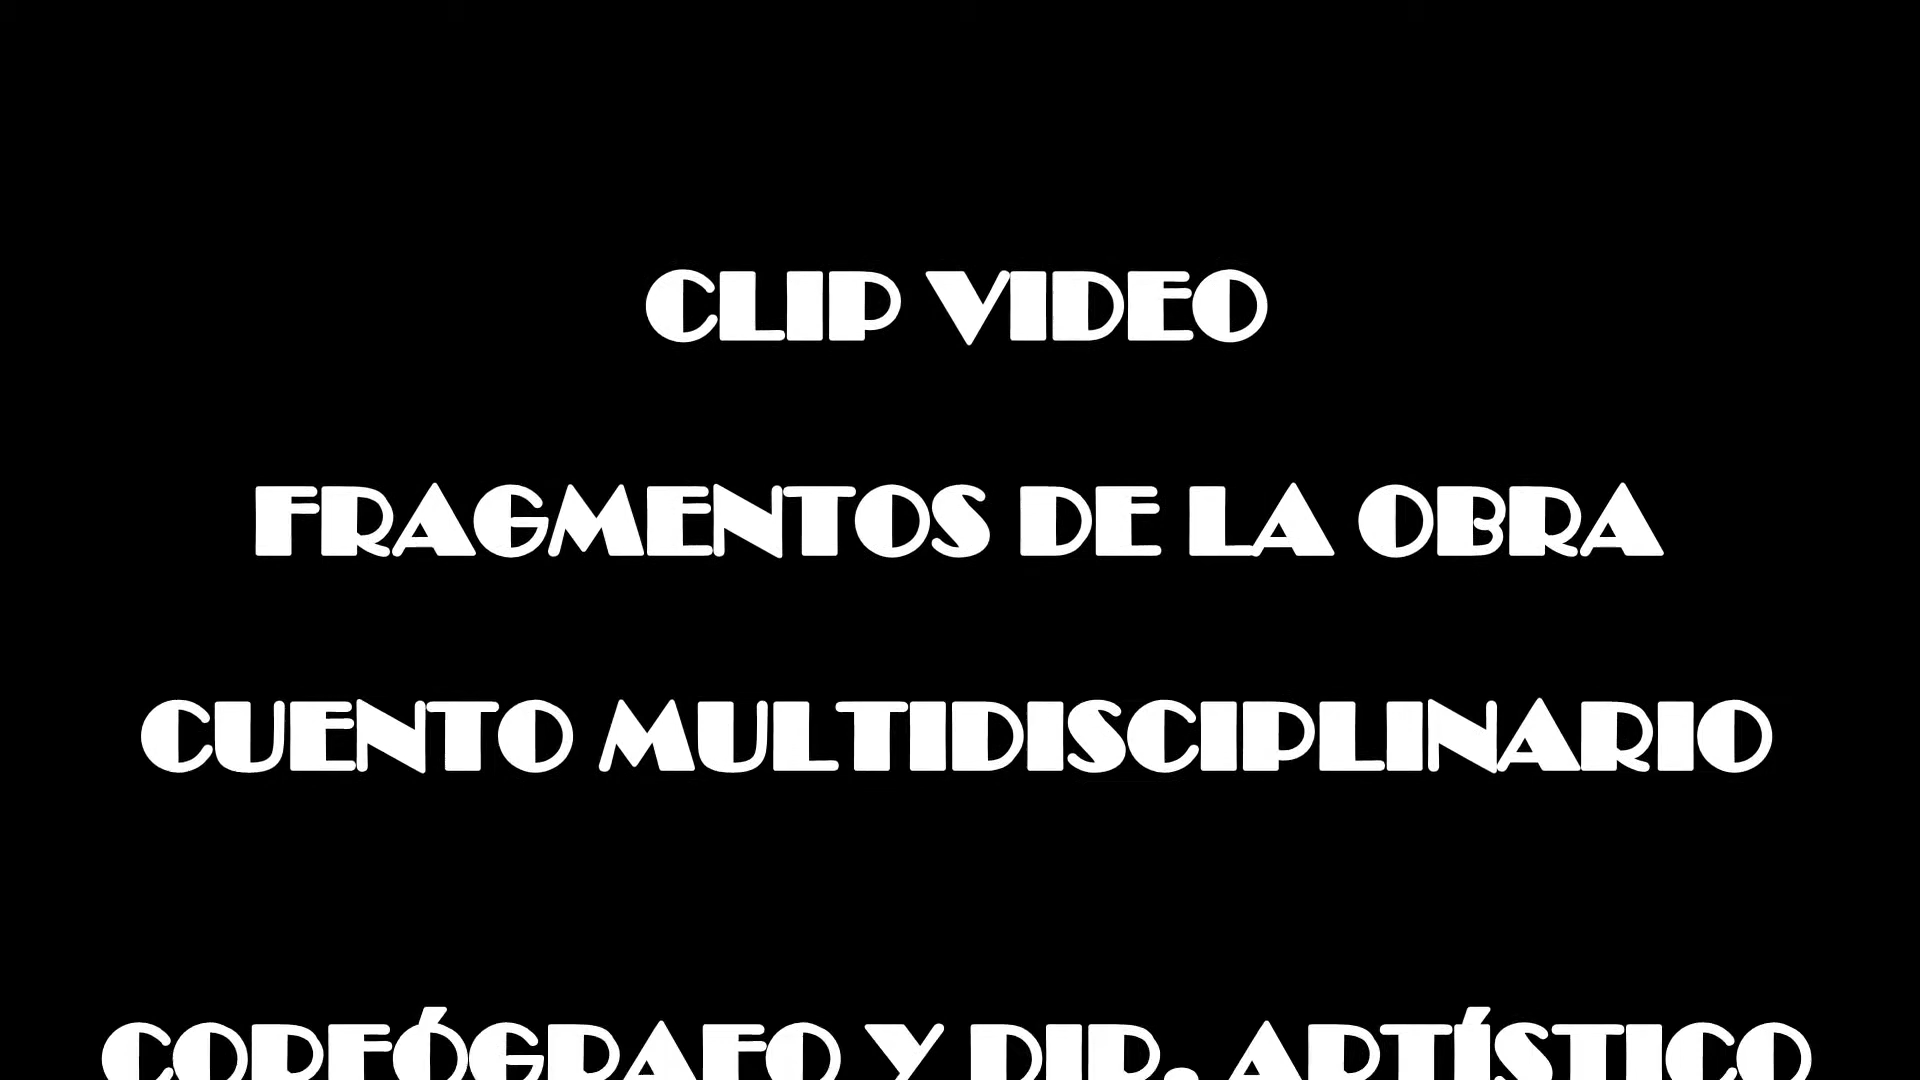 CLIP VIDEO
FRAGMENTOS DE LA OBRA
CUENTO MULTIDISCIPLINARIO
COREÓGRAFO Y DIR. ARTÍSTICO